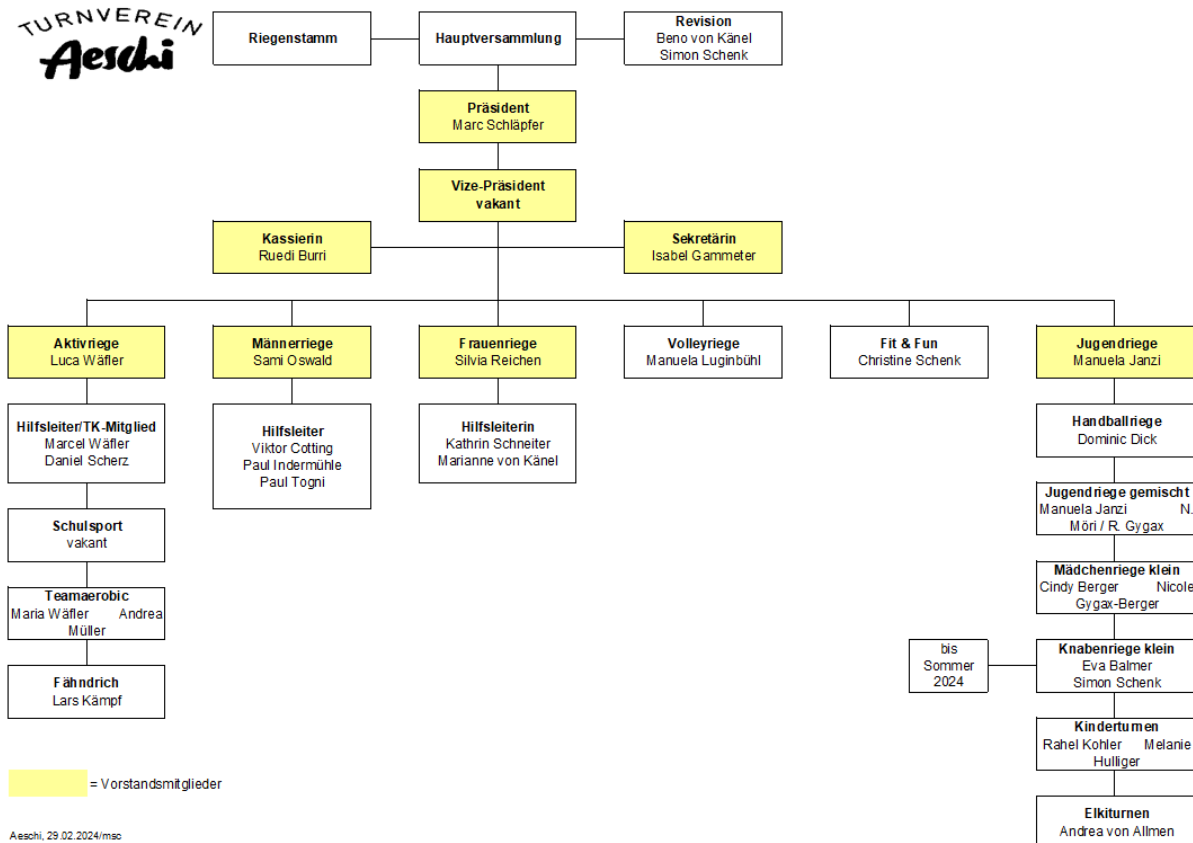 TURNVEREIN
Aeschi
Riegenstamm
Hauptversammlung
Revision
Beno von Känel
Simon Schenk
Präsident
Marc Schläpfer
Vize-Präsident
vakant
Kassierin
Ruedi Burri
Sekretärin
Isabel Gammeter
Aktivriege
Luca Wäfler
Männerriege
Sami Oswald
Frauenriege
Silvia Reichen
Volleyriege
Manuela Luginbühl
Fit & Fun
Christine Schenk
Jugendriege
Manuela Janzi
Hilfsleiter/TK-Mitglied
Marcel Wäfler
Daniel Scherz
Hilfsleiter
Viktor Cotting
Paul Indermühle
Paul Togni
Hilfsleiterin
Kathrin Schneiter
Marianne von Känel
Handballriege
Dominic Dick
Jugendriege gemischt
Manuela Janzi N.
Möri / R. Gygax
Schulsport
vakant
Mädchenriege klein
Cindy Berger Nicole
Gygax-Berger
Teamaerobic
Maria Wäfler Andrea
Müller
bis
Sommer
2024
Knabenriege klein
Eva Balmer
Simon Schenk
Fähndrich
Lars Kämpf
Kinderturnen
Rahel Kohler Melanie
Hulliger
= Vorstandsmitglieder
Elkiturnen
Andrea von Allmen
Aeschi, 29.02.2024/msc